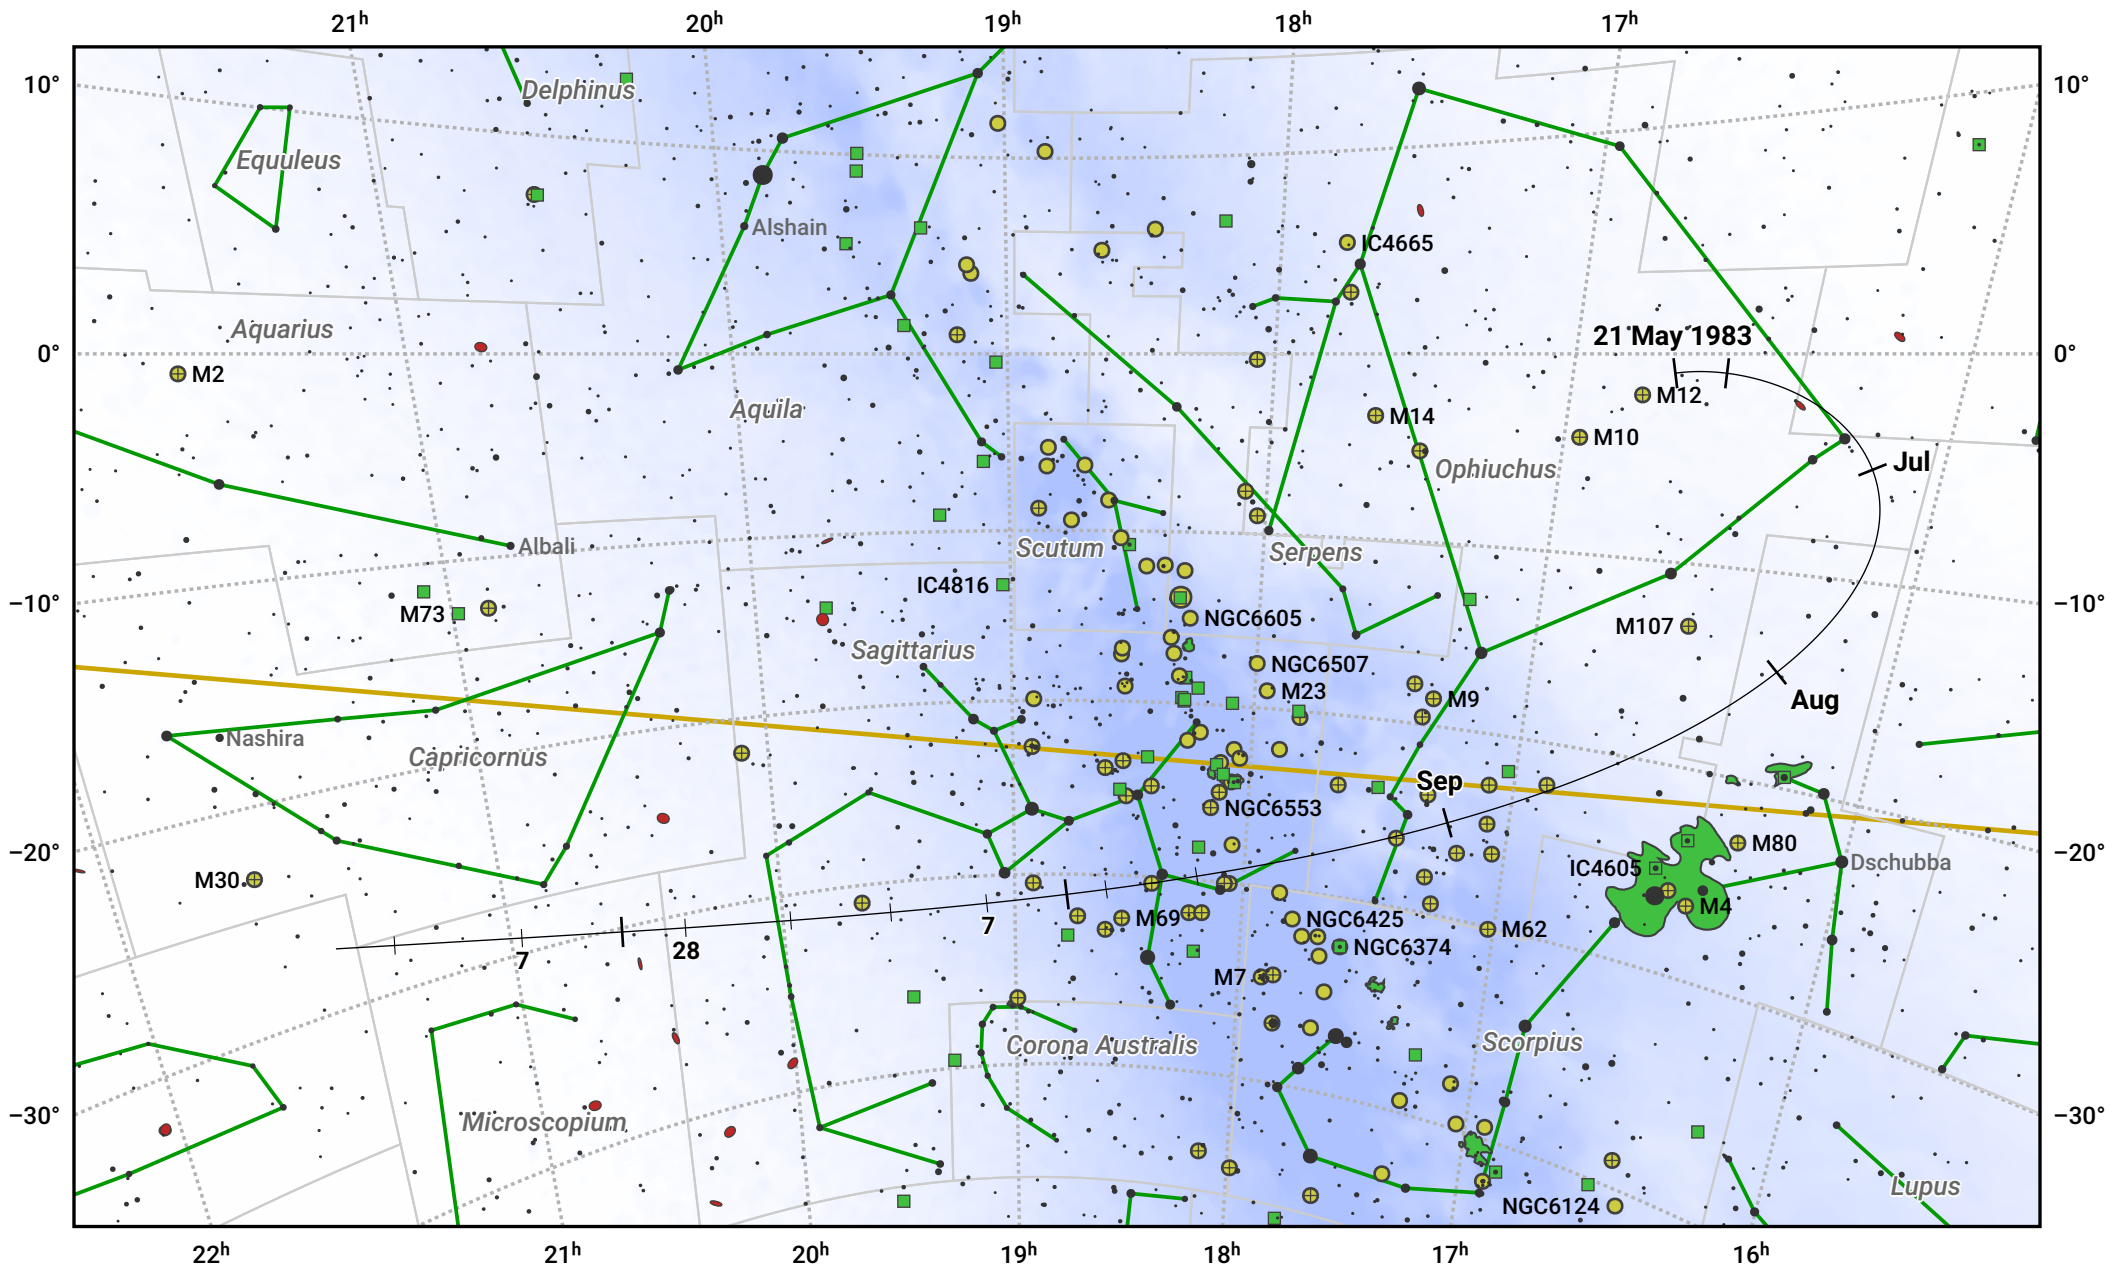 21h 20h 19h 18h 17h
10° 10°
Delphinus
Equuleus
Alshain
IC4665
Aquarius
21 May 1983
0° 0°
M2
M12
Aquila
M14
M10
Ophiuchus
Jul
Albali
Scutum
Serpens
IC4816
−10° −10°
M73
NGC6605
M107
Sagittarius
NGC6507
M23
M9
Aug
Nashira
Capricornus
Sep
NGC6553
M80
−20° −20°
IC4605
Dschubba
M30
M4
M69
7
NGC6425
M62
28
NGC6374
7
M7
Corona Australis
Scorpius
−30° −30°
Microscopium
Lupus
NGC6124
22h 21h 20h 19h 18h 17h 16h